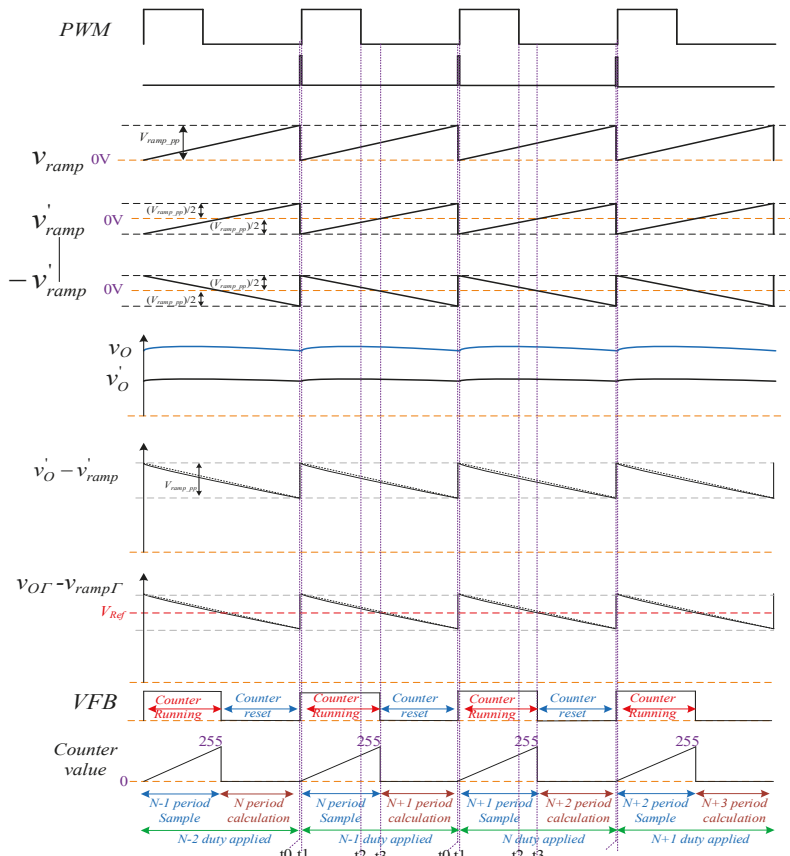 PWM
V_ramp_pp
v_ramp 0V
(V_ramp_pp)/2
v'_ramp 0V
(V_ramp_pp)/2
-v'_ramp 0V
(V_ramp_pp)/2
(V_ramp_pp)/2
v_O
v'_O
v'_O - v'_ramp
V_ramp_pp
v_OΓ - v_rampΓ
V_Ref
VFB
Counter Running
Counter reset
Counter Running
Counter reset
Counter Running
Counter reset
Counter Running
Counter value
255
255
255
255
0
N-1 period Sample
N period calculation
N period Sample
N+1 period calculation
N+1 period Sample
N+2 period calculation
N+2 period Sample
N+3 period calculation
N-2 duty applied
N-1 duty applied
N duty applied
N+1 duty applied
t0 t1 t2 t3 t0 t1 t2 t3